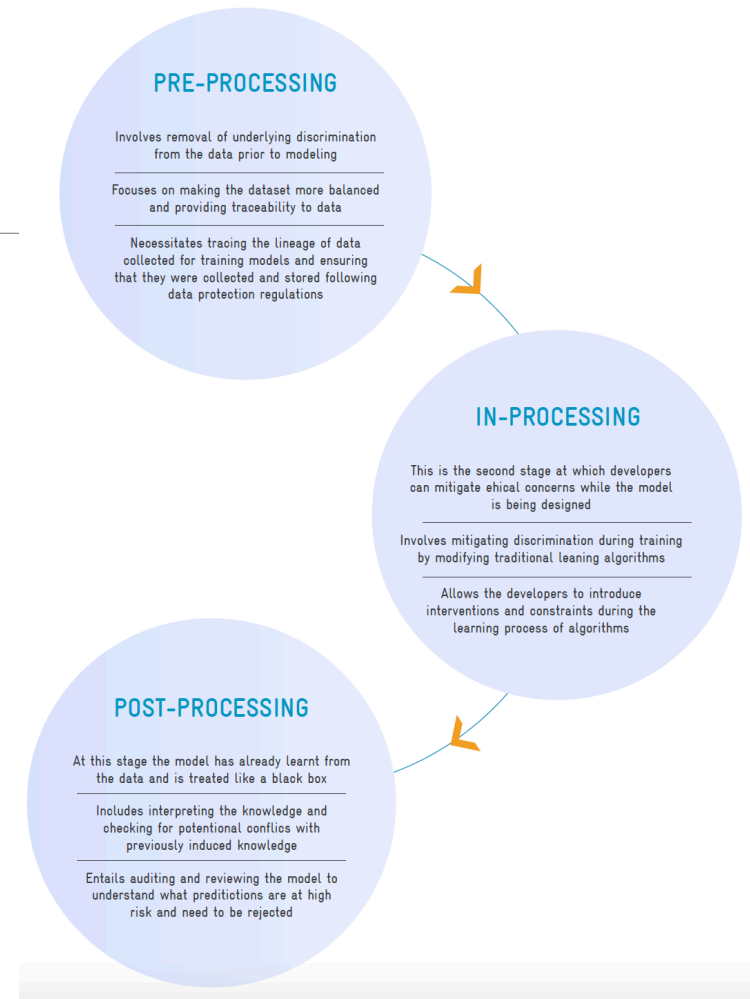 PRE-PROCESSING
Involves removal of underlying discrimination
from the data prior to modeling
Focuses on making the dataset more balanced
and providing traceability to data
Necessitates tracing the lineage of data
collected for training models and ensuring
that they were collected and stored following
data protection regulations
IN-PROCESSING
This is the second stage at which developers
can mitigate ehical concerns while the model
is being designed
Involves mitigating discrimination during training
by modifying traditional leaning algorithms
Allows the developers to introduce
interventions and constraints during the
learning process of algorithms
POST-PROCESSING
At this stage the model has already learnt from
the data and is treated like a black box
Includes interpreting the knowledge and
checking for potentional conflics with
previously induced knowledge
Entails auditing and reviewing the model to
understand what preditictions are at high
risk and need to be rejected